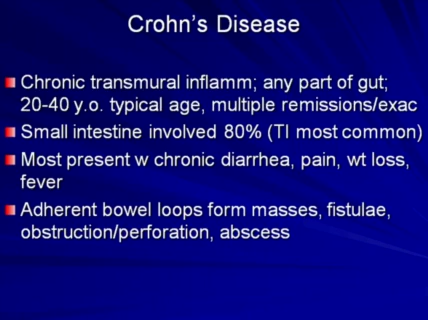 Crohn's Disease
Chronic transmural inflamm; any part of gut;
20-40 y.o. typical age, multiple remissions/exac
Small intestine involved 80% (TI most common)
Most present w chronic diarrhea, pain, wt loss,
fever
Adherent bowel loops form masses, fistulae,
obstruction/perforation, abscess